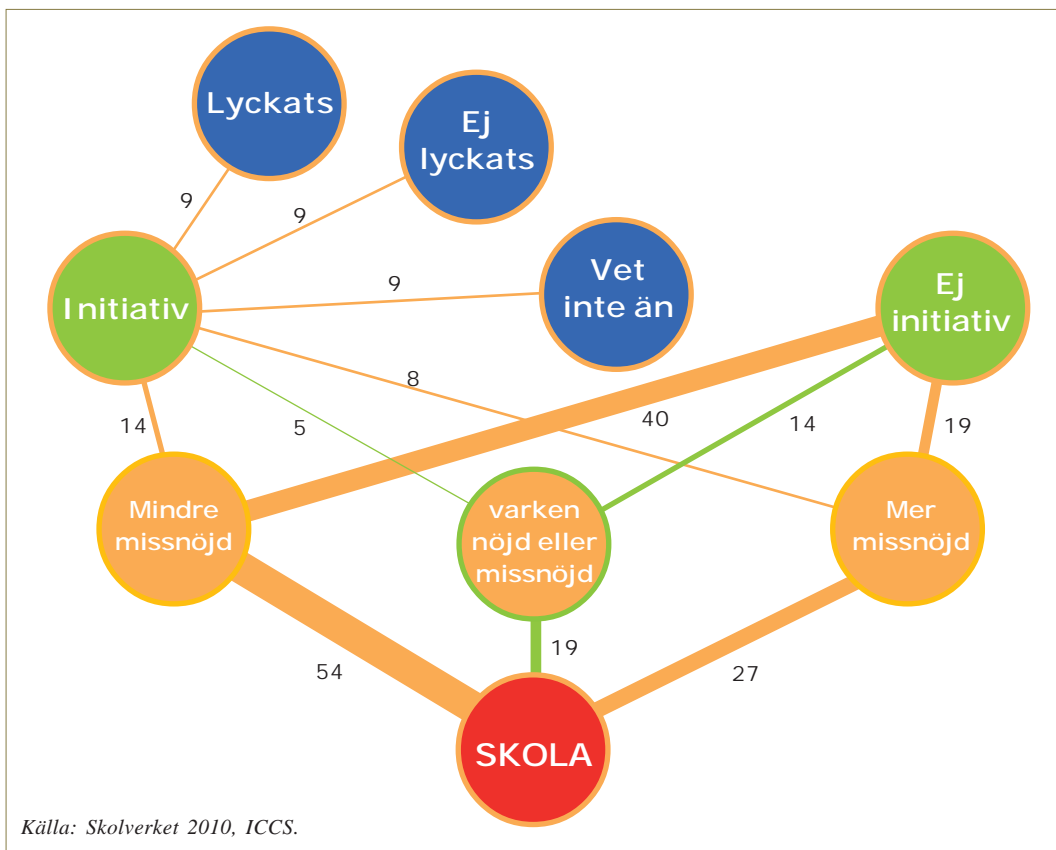 Lyckats
Ej
lyckats
9
9
Vet
inte än
9
Initiativ
Ej
initiativ
8
14
5
40
14
19
Mindre
missnöjd
varken
nöjd eller
missnöjd
Mer
missnöjd
54
19
27
SKOLA
Källa: Skolverket 2010, ICCS.